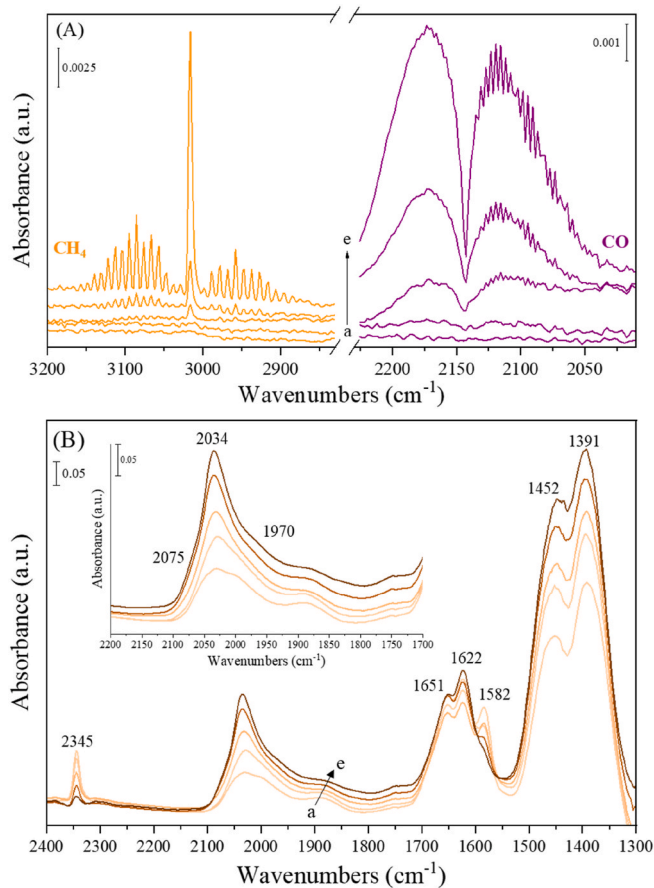 (A)
0.0025
0.001
Absorbance (a.u.)
CH4
CO
e
a
3200 3100 3000 2900 2200 2150 2100 2050
Wavenumbers (cm-1)
(B)
0.05
0.05
2034
2075
1970
Absorbance (a.u.)
2200 2150 2100 2050 2000 1950 1900 1850 1800 1750 1700
Wavenumbers (cm-1)
1391
1452
1622
1651
1582
2345
e
a
Absorbance (a.u.)
2400 2300 2200 2100 2000 1900 1800 1700 1600 1500 1400 1300
Wavenumbers (cm-1)